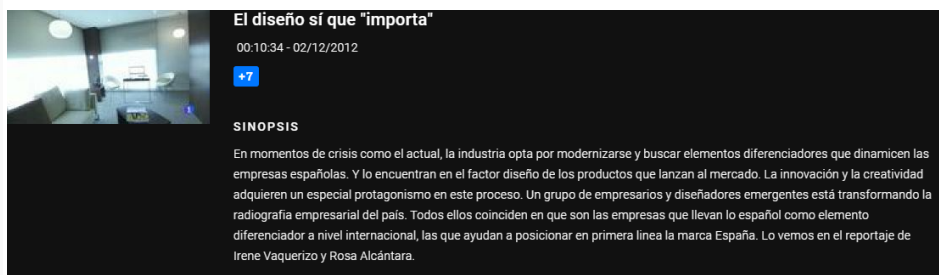 El diseño sí que "importa"
00:10:34 - 02/12/2012
+7
SINOPSIS
En momentos de crisis como el actual, la industria opta por modernizarse y buscar elementos diferenciadores que dinamicen las
empresas españolas. Y lo encuentran en el factor diseño de los productos que lanzan al mercado. La innovación y la creatividad
adquieren un especial protagonismo en este proceso. Un grupo de empresarios y diseñadores emergentes está transformando la
radiografia empresarial del país. Todos ellos coinciden en que son las empresas que llevan lo español como elemento
diferenciador a nivel internacional, las que ayudan a posicionar en primera linea la marca España. Lo vemos en el reportaje de
Irene Vaquerizo y Rosa Alcántara.